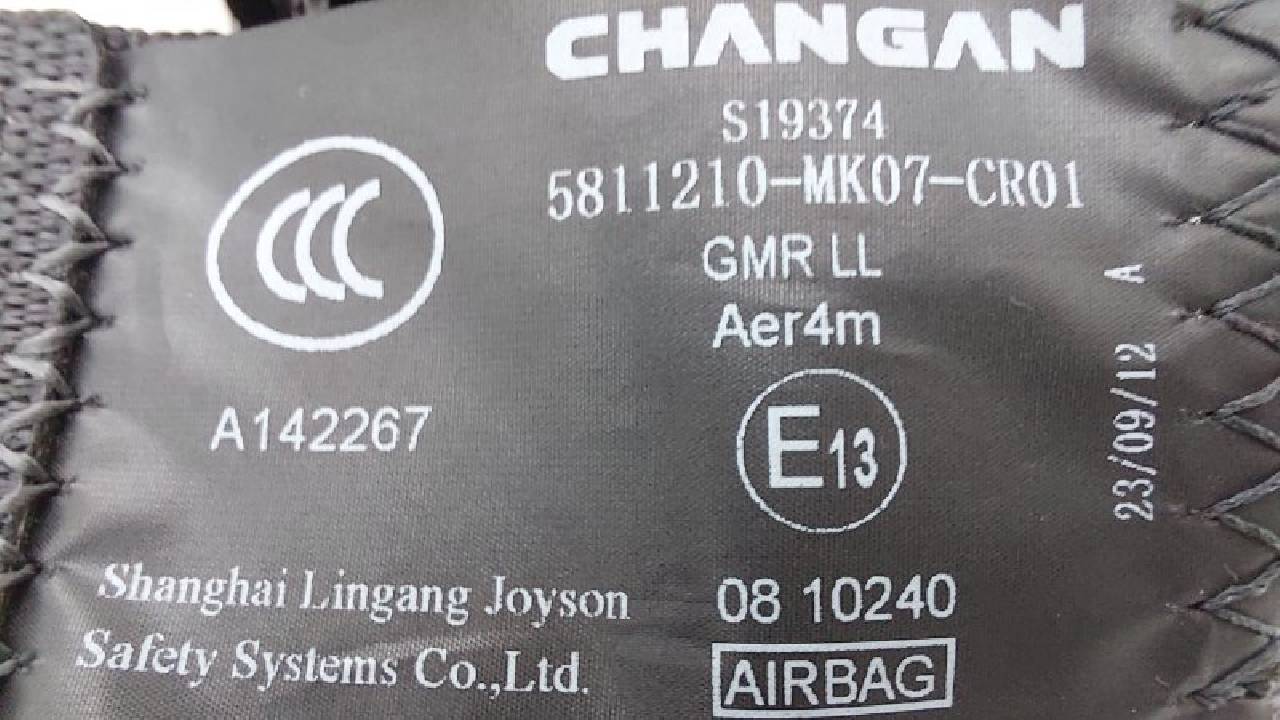 CHANGAN
S19374
5811210-MK07-CR01
GMR LL
Aer4m
CCC
A142267
E13
23/09/12 A
Shanghai Lingang Joyson
Safety Systems Co.,Ltd.
08 10240
AIRBAG